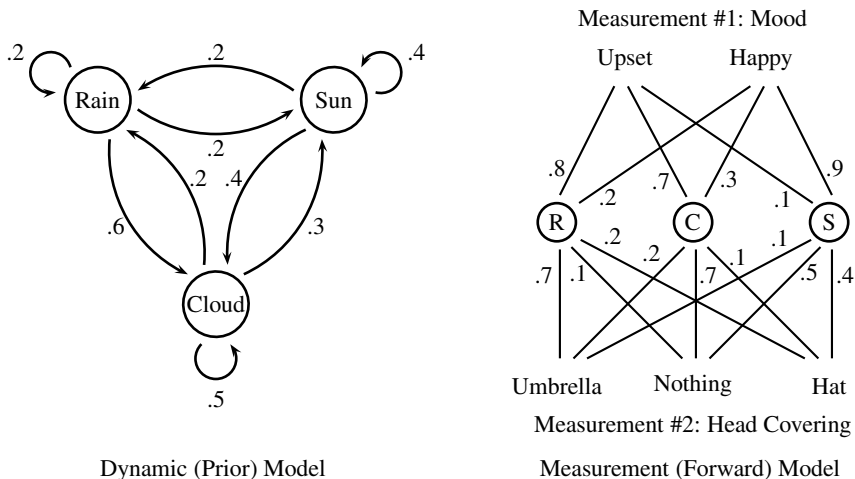 .2
.2
.4
Rain
Sun
.2
.6
.2
.4
.3
Cloud
.5
Dynamic (Prior) Model
Measurement #1: Mood
Upset Happy
.8 .2 .7 .3 .1 .9
R C S
.7 .1 .2 .2 .7 .1 .1 .5 .4
Umbrella Nothing Hat
Measurement #2: Head Covering
Measurement (Forward) Model